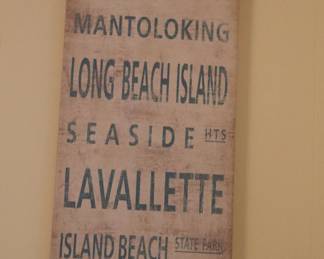 MANTOLOKING
LONG BEACH ISLAND
SEASIDE HTS
LAVALLETTE
ISLAND BEACH STATE PARK